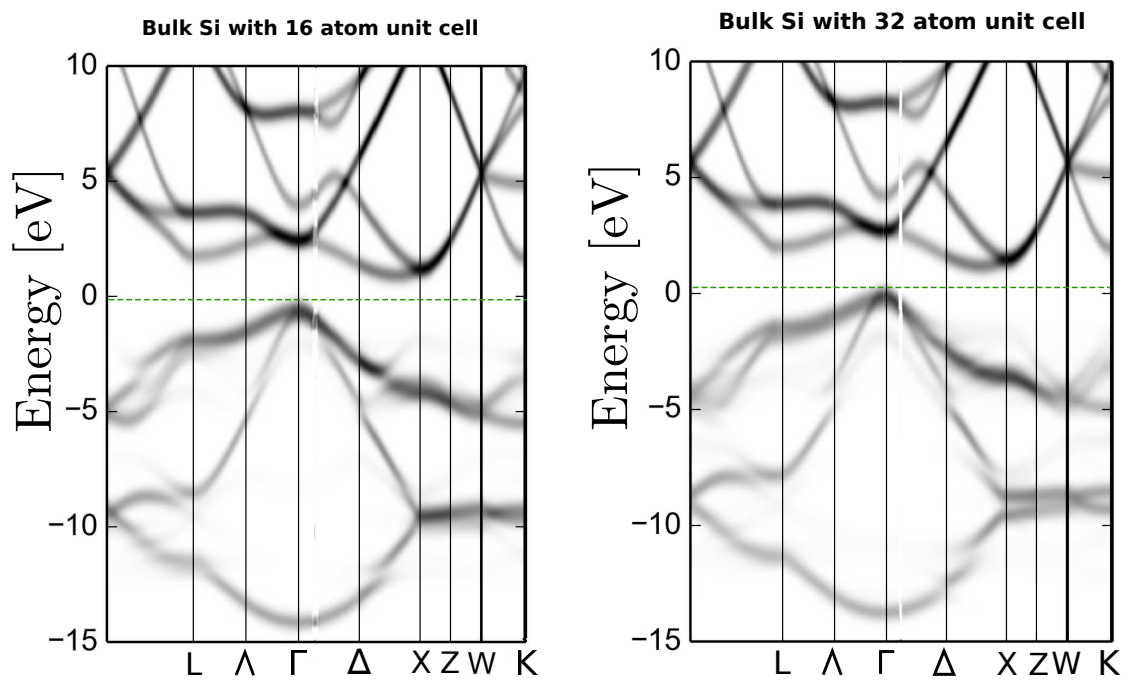 Bulk Si with 16 atom unit cell
Energy [eV]
10
5
0
−5
−10
−15
L Λ Γ Δ X Z W K
Bulk Si with 32 atom unit cell
Energy [eV]
10
5
0
−5
−10
−15
L Λ Γ Δ X Z W K